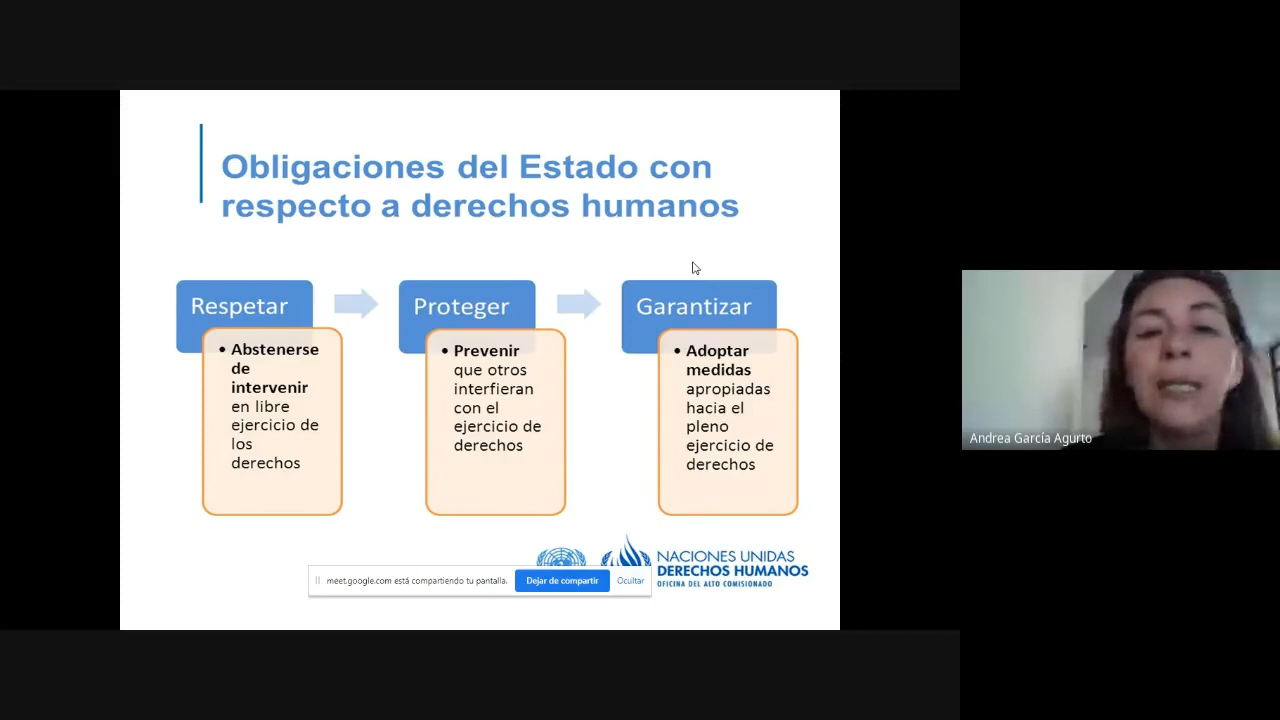 Obligaciones del Estado con
respecto a derechos humanos
Respetar
• Abstenerse
de
intervenir
en libre
ejercicio de
los
derechos
Proteger
• Prevenir
que otros
interfieran
con el
ejercicio de
derechos
Garantizar
• Adoptar
medidas
apropiadas
hacia el
pleno
ejercicio de
derechos
NACIONES UNIDAS
DERECHOS HUMANOS
OFICINA DEL ALTO COMISIONADO
meet.google.com está compartiendo tu pantalla.
Dejar de compartir
Ocultar
Andrea García Agurto